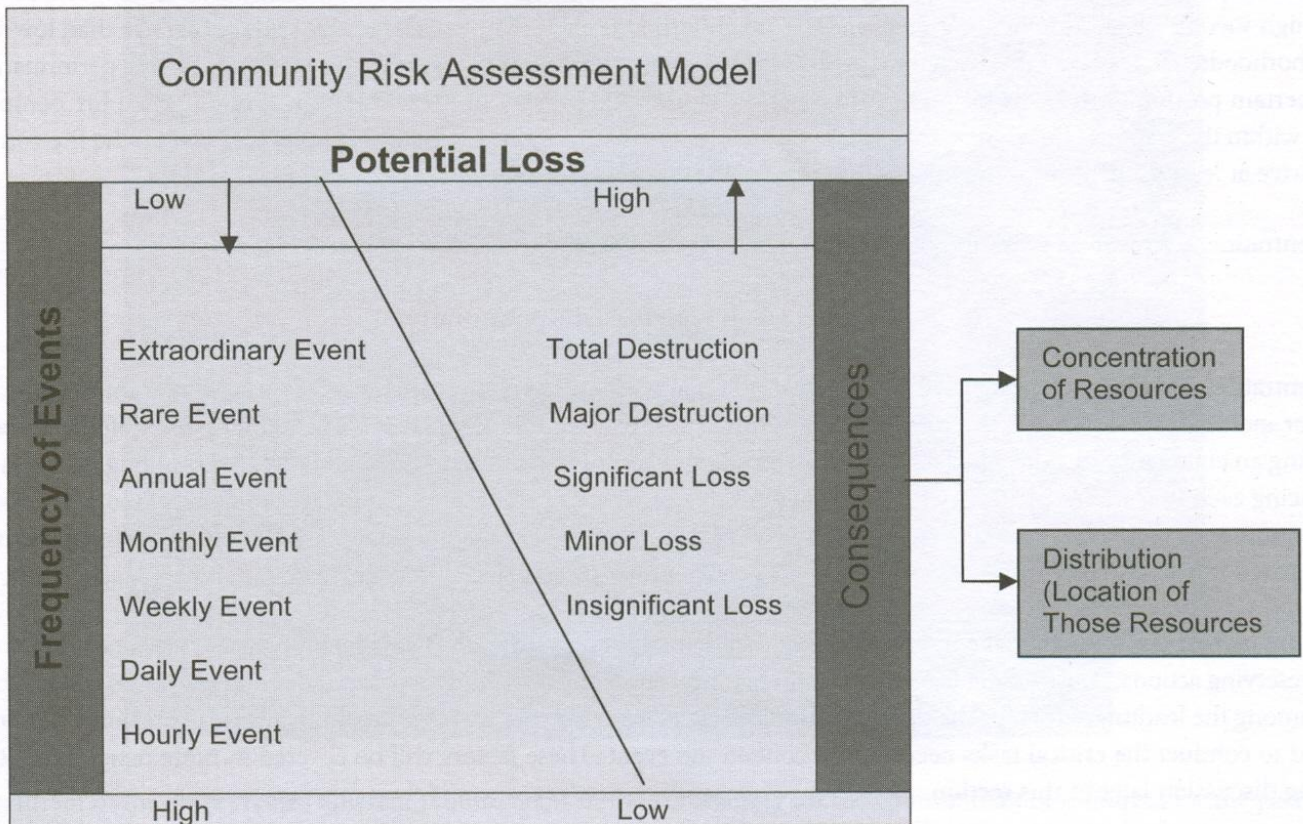 Community Risk Assessment Model
Potential Loss
Low
High
Frequency of Events
Extraordinary Event
Rare Event
Annual Event
Monthly Event
Weekly Event
Daily Event
Hourly Event
Total Destruction
Major Destruction
Significant Loss
Minor Loss
Insignificant Loss
Consequences
Concentration
of Resources
Distribution
(Location of
Those Resources
High
Low